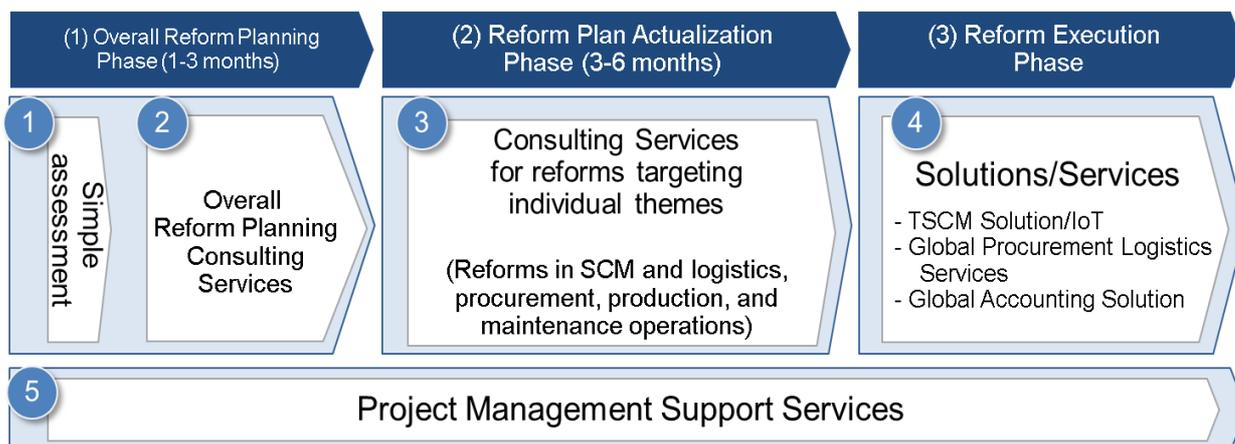 (1) Overall Reform Planning
Phase (1-3 months)
(2) Reform Plan Actualization
Phase (3-6 months)
(3) Reform Execution
Phase
1
Simple
assessment
2
Overall
Reform Planning
Consulting
Services
3
Consulting Services
for reforms targeting
individual themes
(Reforms in SCM and logistics,
procurement, production, and
maintenance operations)
4
Solutions/Services
- TSCM Solution/IoT
- Global Procurement Logistics
Services
- Global Accounting Solution
5
Project Management Support Services